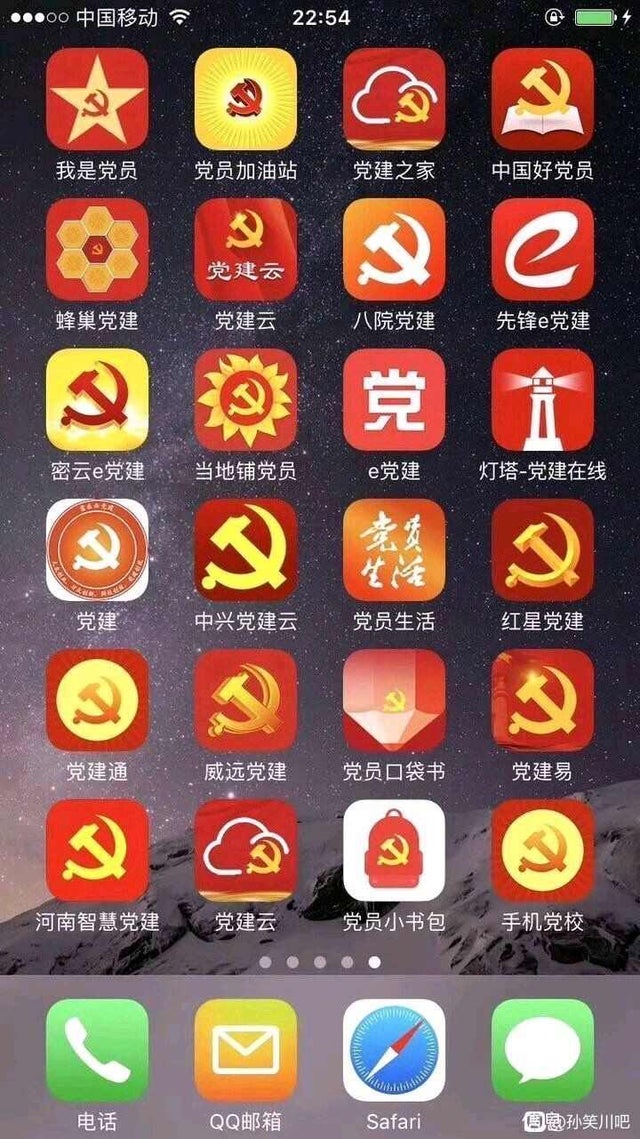 中国移动
22:54
我是党员
党员加油站
党建之家
中国好党员
党建云
蜂巢党建
党建云
八院党建
先锋e党建
党
密云e党建
当地铺党员
e党建
灯塔-党建在线
党员
生活
党建
中兴党建云
党员生活
红星党建
党建通
威远党建
党员口袋书
党建易
河南智慧党建
党建云
党员小书包
手机党校
电话
QQ邮箱
Safari
信息
@孙笑川吧